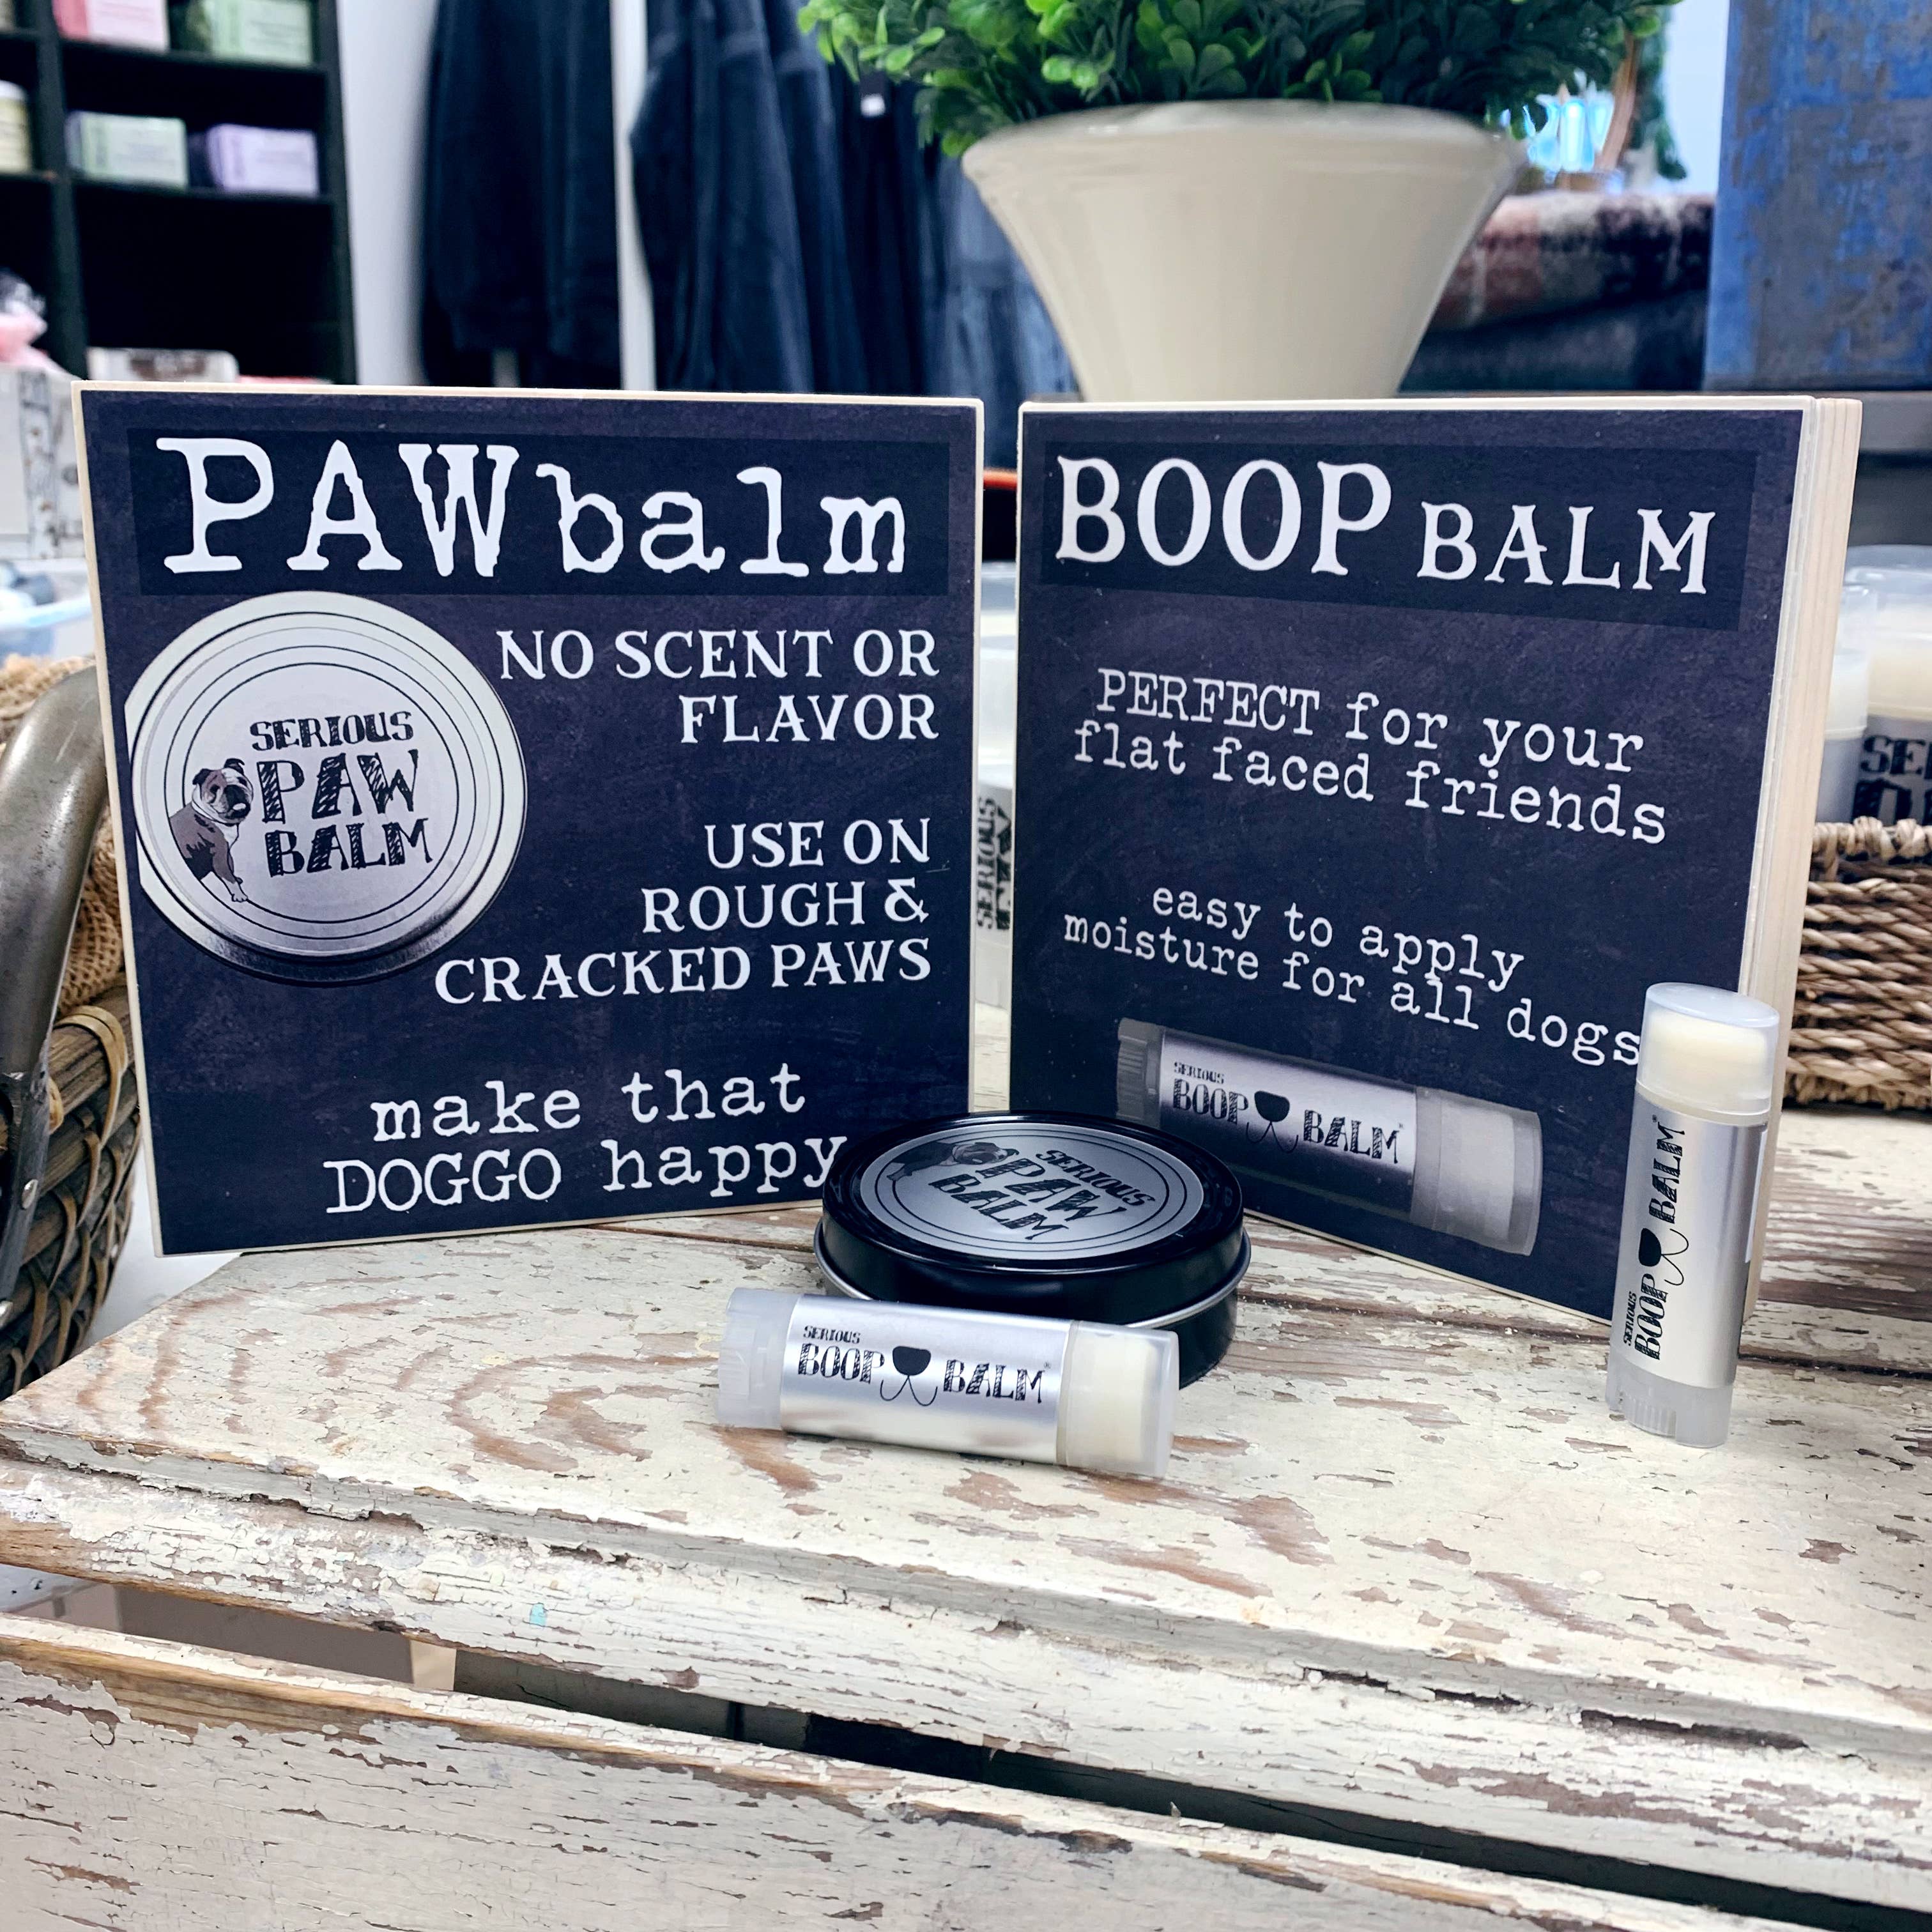 PAWbalm
NO SCENT OR
FLAVOR
SERIOUS
PAW
BALM
USE ON
ROUGH &
CRACKED PAWS
make that
DOGGO happy
BOOP BALM
PERFECT for your
flat faced friends
easy to apply
moisture for all dogs
SERIOUS
BOOP BALM
SERIOUS
PAW
BALM
SERIOUS
BOOP BALM®
SERIOUS
BOOP BALM®
SERIOUS